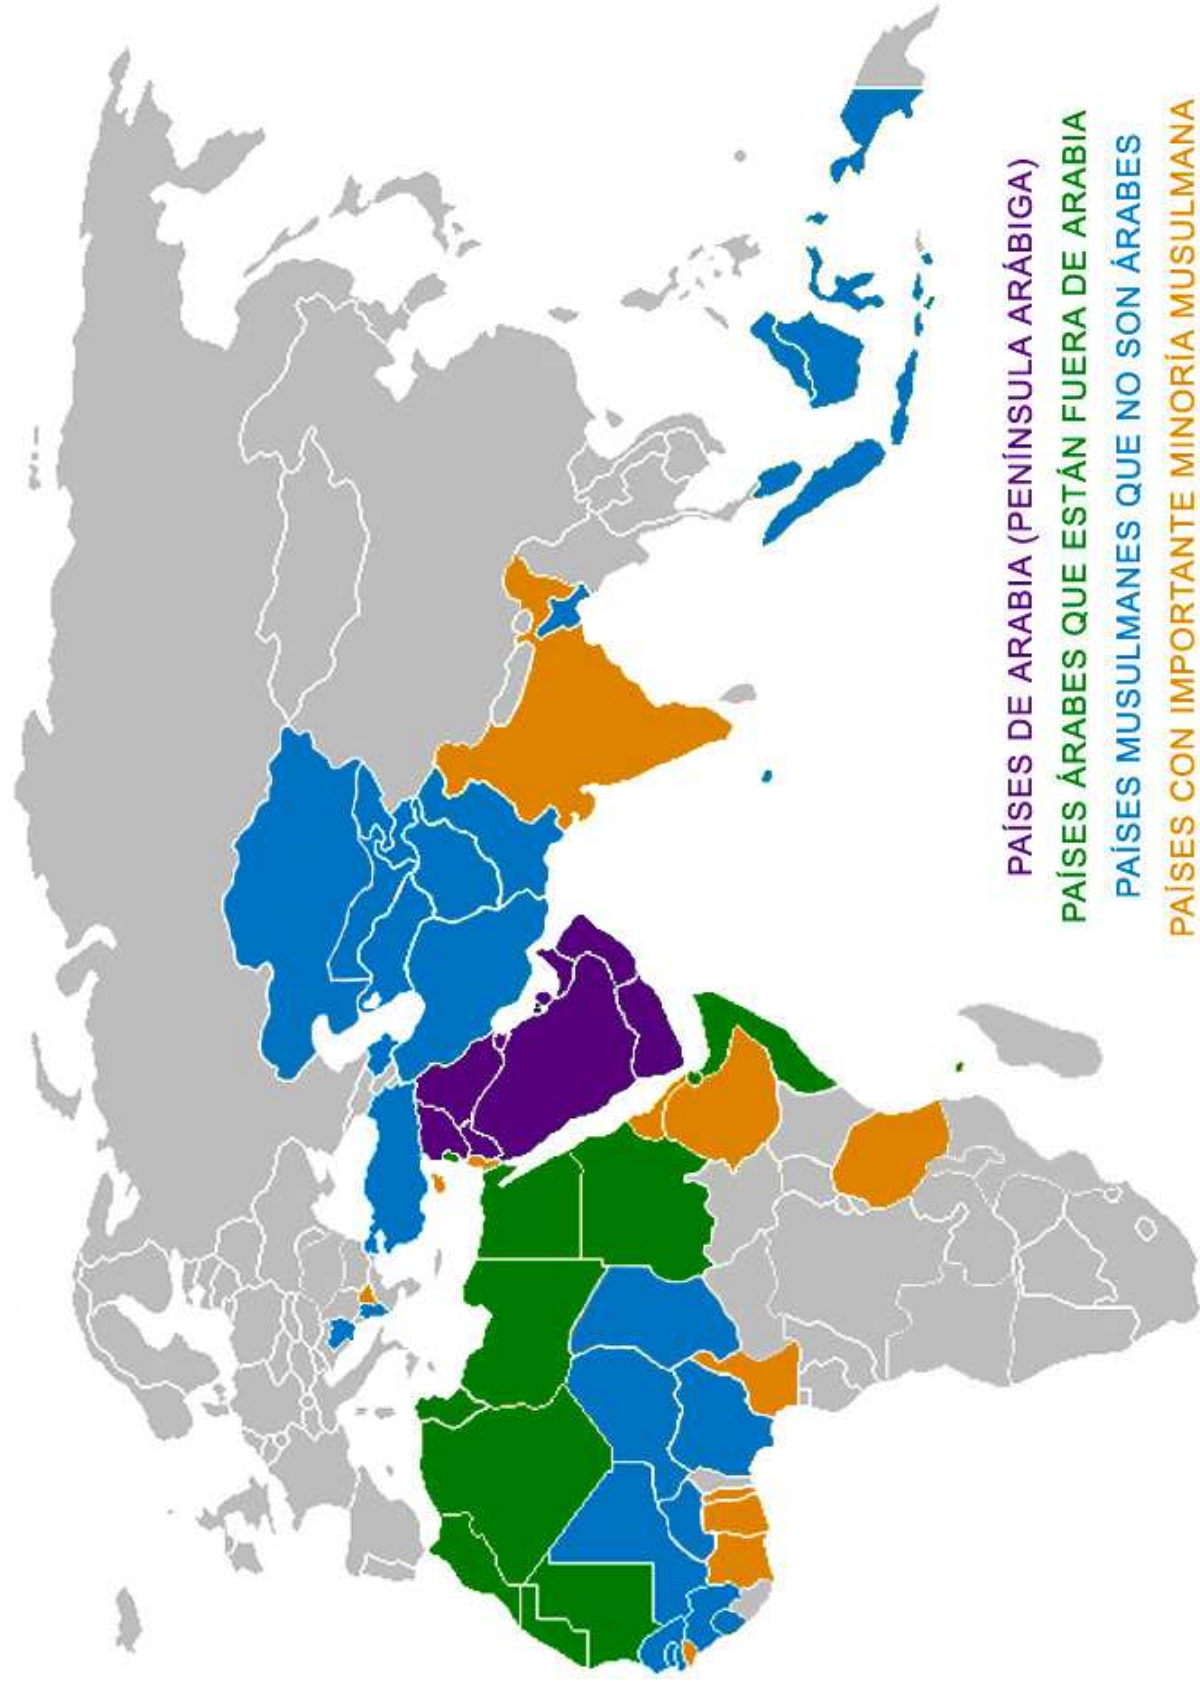 PAÍSES DE ARABIA (PENÍNSULA ARÁBIGA)
PAÍSES ÁRABES QUE ESTÁN FUERA DE ARABIA
PAÍSES MUSULMANES QUE NO SON ÁRABES
PAÍSES CON IMPORTANTE MINORÍA MUSULMANA